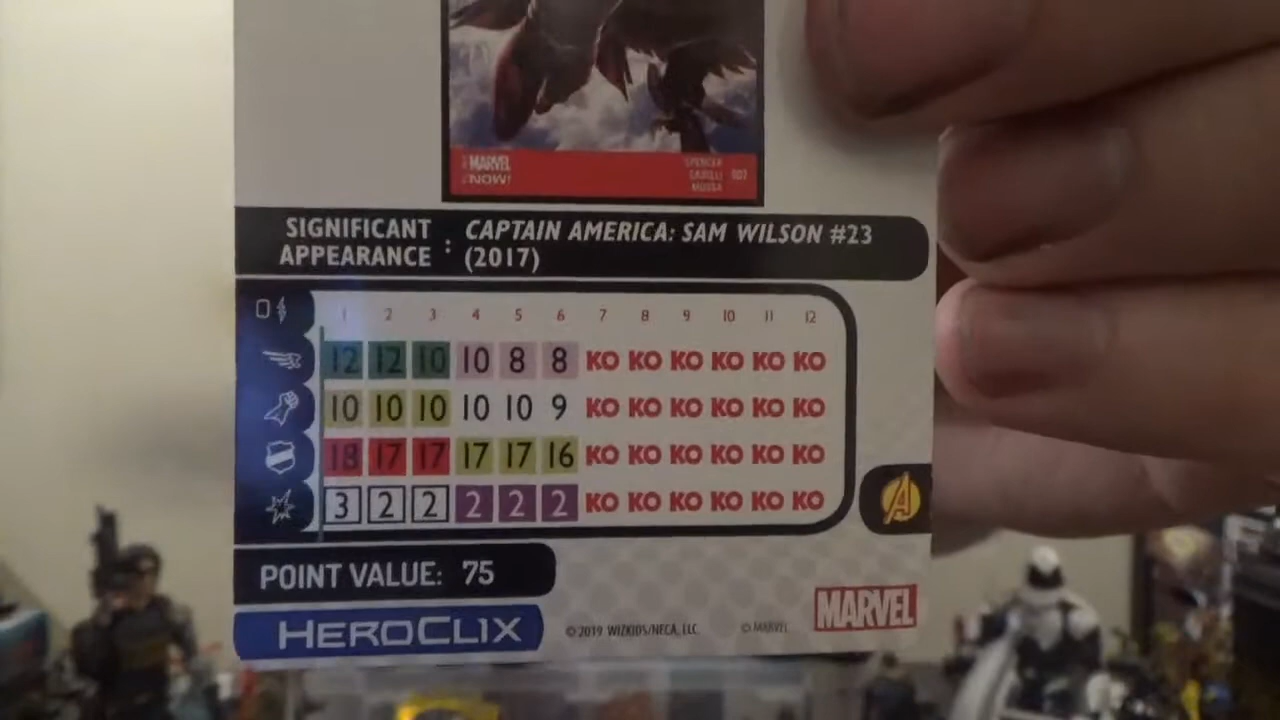 MARVEL
NOW!
SPENCER
007
SIGNIFICANT APPEARANCE : CAPTAIN AMERICA: SAM WILSON #23
(2017)
1 2 3 4 5 6 7 8 9 10 11 12
12 12 10 10 8 8 KO KO KO KO KO KO
10 10 10 10 10 9 KO KO KO KO KO KO
18 17 17 17 17 16 KO KO KO KO KO KO
3 2 2 2 2 2 KO KO KO KO KO KO
A
POINT VALUE: 75
HEROCLIX
© 2019 WIZKIDS/NECA, LLC.
© MARVEL
MARVEL